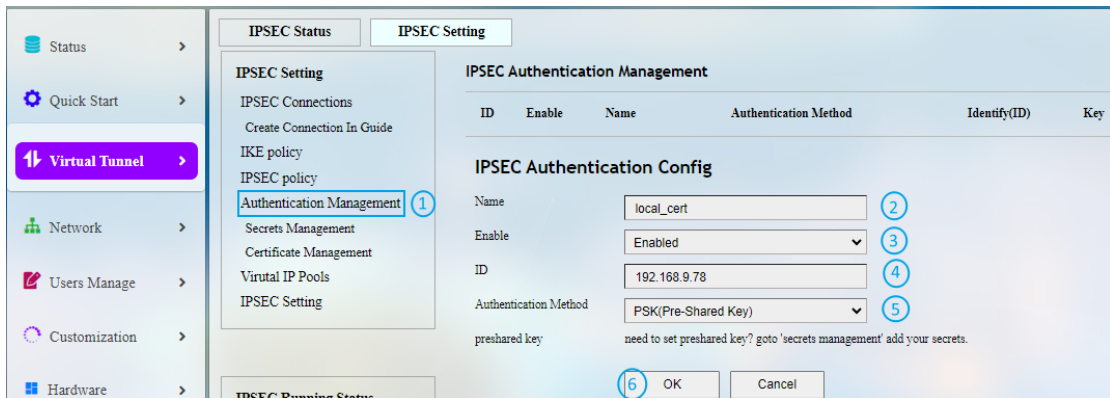 Status
Quick Start
Virtual Tunnel
Network
Users Manage
Customization
Hardware
IPSEC Status
IPSEC Setting
IPSEC Setting
IPSEC Connections
Create Connection In Guide
IKE policy
IPSEC policy
Authentication Management 1
Secrets Management
Certificate Management
Virutal IP Pools
IPSEC Setting
IPSEC Running Status
IPSEC Authentication Management
ID Enable Name Authentication Method Identify(ID) Key
IPSEC Authentication Config
Name local_cert 2
Enable Enabled 3
ID 192.168.9.78 4
Authentication Method PSK(Pre-Shared Key) 5
preshared key need to set preshared key? goto 'secrets management' add your secrets.
6 OK Cancel